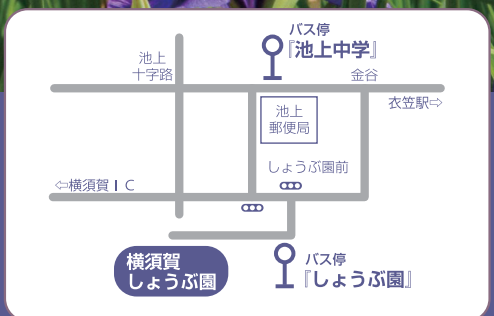 バス停
『池上中学』
池上
十字路
金谷
衣笠駅⇨
池上
郵便局
しょうぶ園前
⇦横須賀ＩＣ
横須賀
しょうぶ園
バス停
『しょうぶ園』